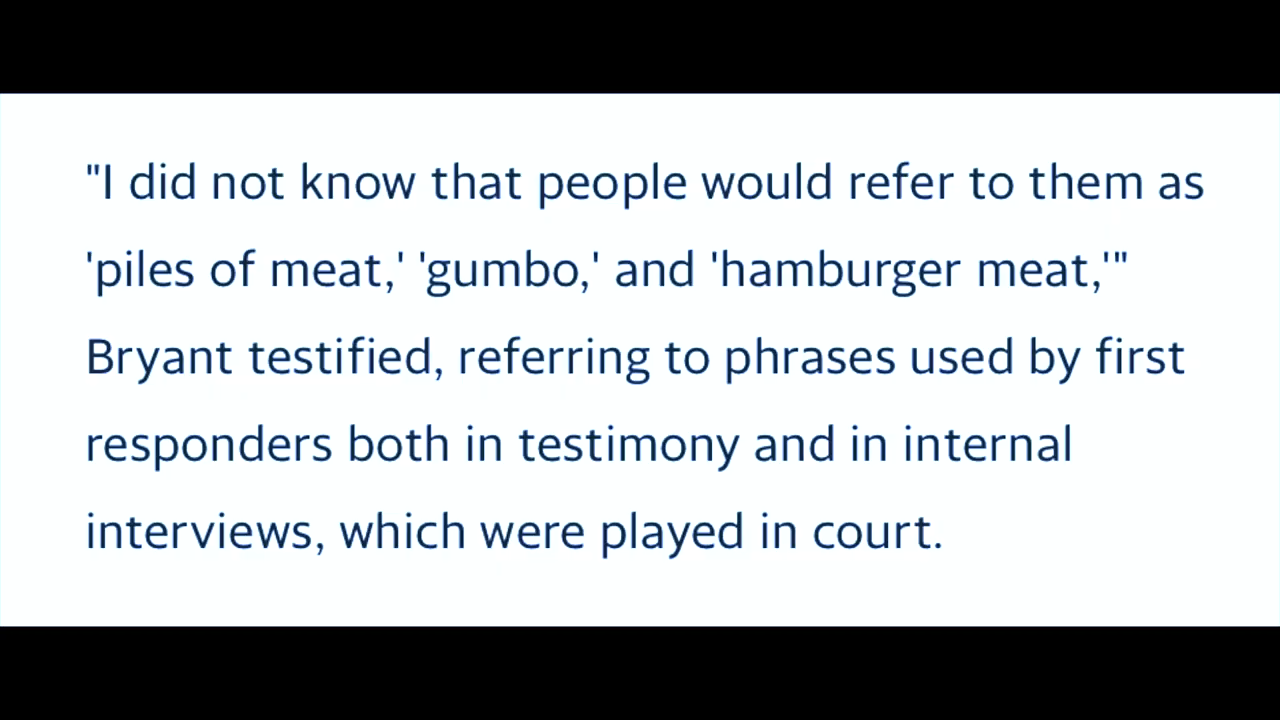 "I did not know that people would refer to them as
'piles of meat,' 'gumbo,' and 'hamburger meat,'"
Bryant testified, referring to phrases used by first
responders both in testimony and in internal
interviews, which were played in court.